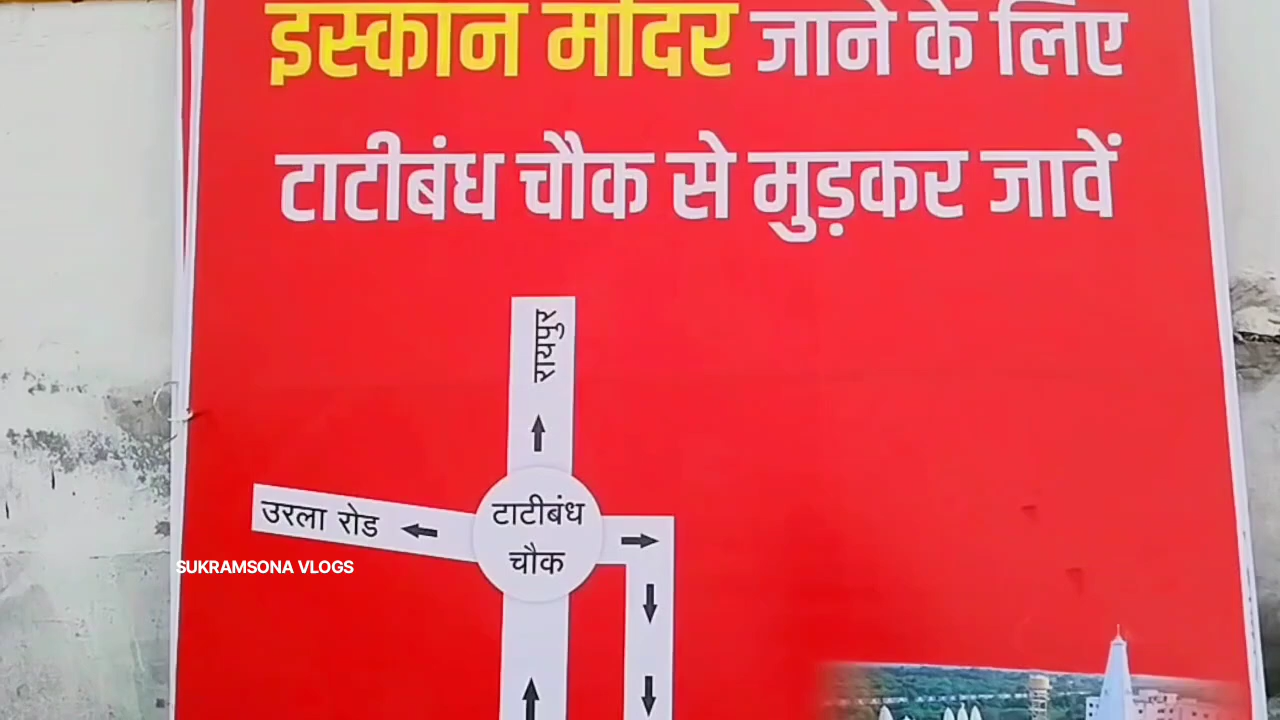 इस्कान मंदिर जाने के लिए
टाटीबंध चौक से मुड़कर जावें
रायपुर
उरला रोड
टाटीबंध
चौक
SUKRAMSONA VLOGS